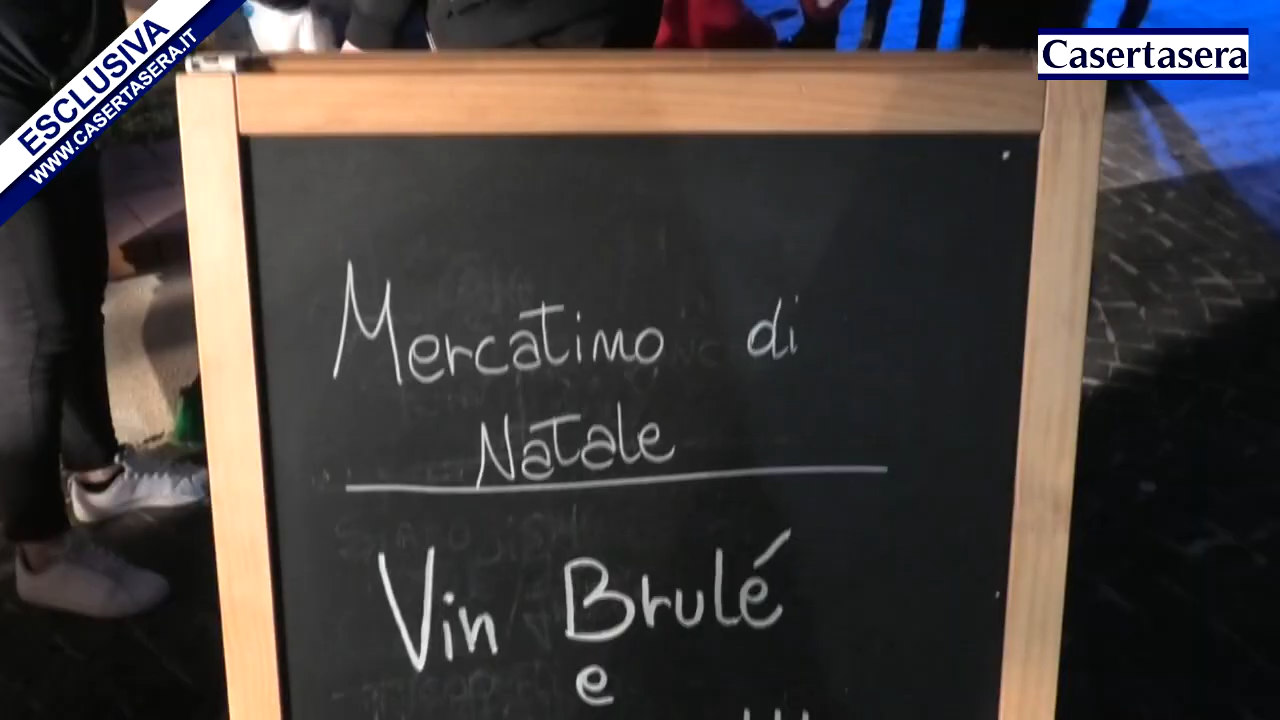 ESCLUSIVA
WWW.CASERTASERA.IT
Casertasera
Mercatino di
Natale
Vin Brulé
e